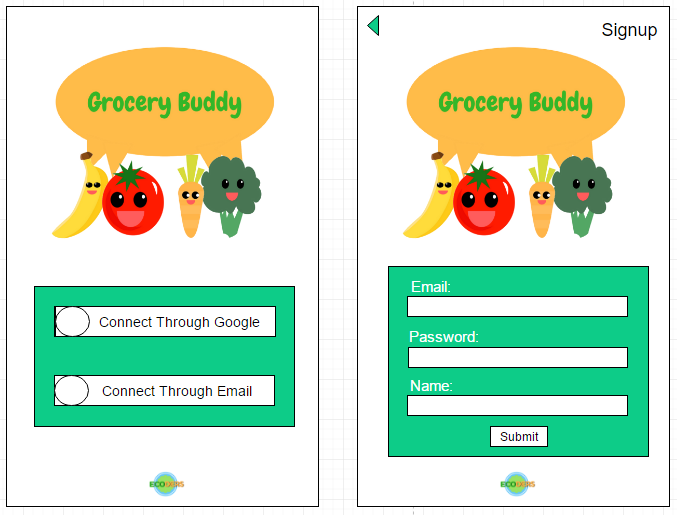 Grocery Buddy
Connect Through Google
Connect Through Email
Signup
Grocery Buddy
Email:
Password:
Name:
Submit